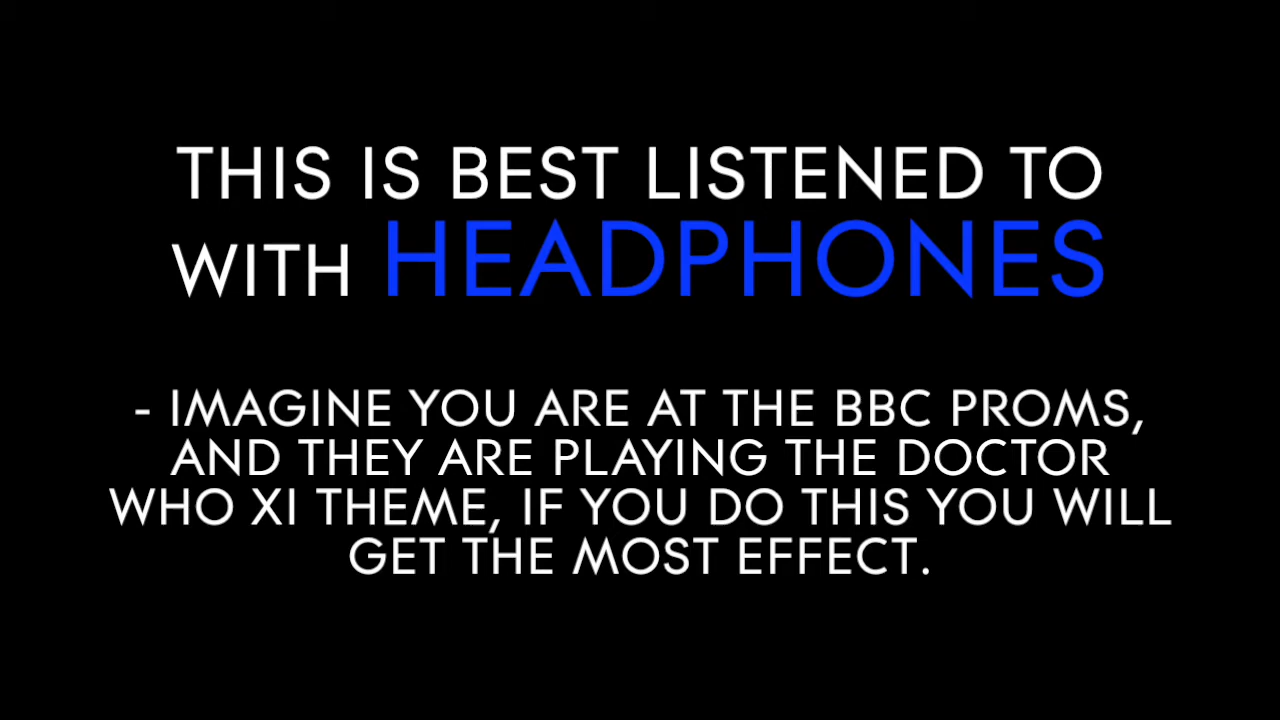 THIS IS BEST LISTENED TO
WITH HEADPHONES
- IMAGINE YOU ARE AT THE BBC PROMS,
AND THEY ARE PLAYING THE DOCTOR
WHO XI THEME, IF YOU DO THIS YOU WILL
GET THE MOST EFFECT.